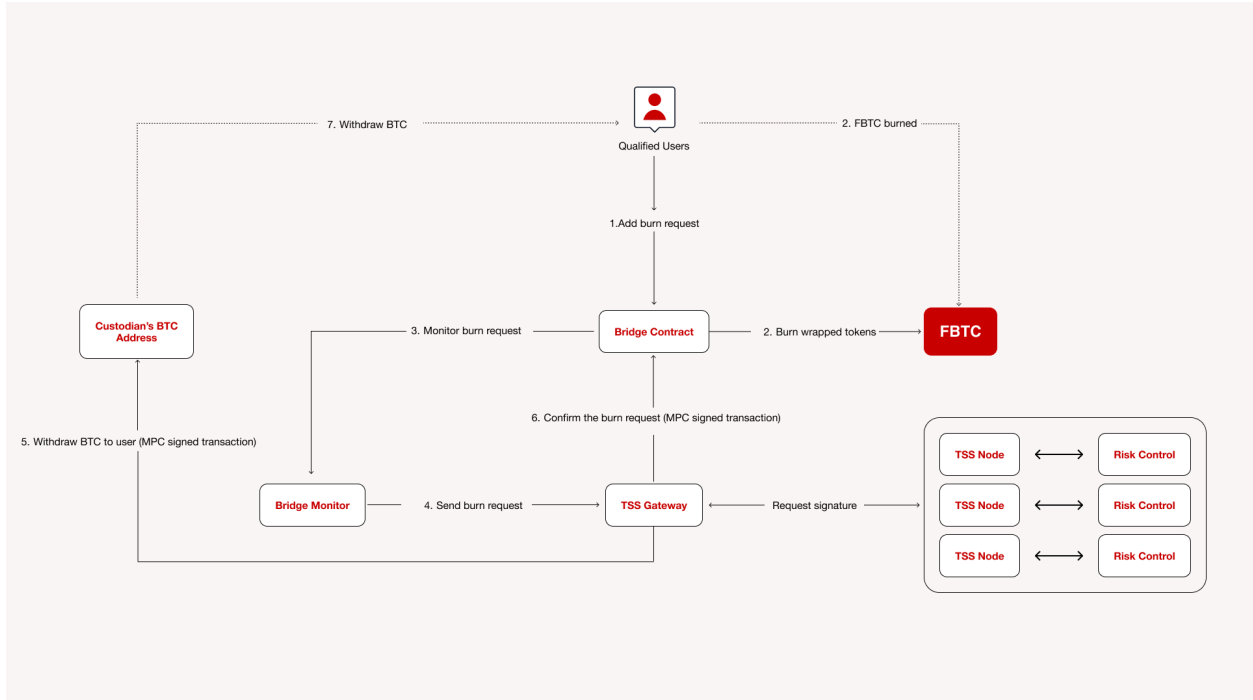 7. Withdraw BTC
2. FBTC burned
Qualified Users
1.Add burn request
Custodian's BTC
Address
3. Monitor burn request
Bridge Contract
2. Burn wrapped tokens
FBTC
6. Confirm the burn request (MPC signed transaction)
5. Withdraw BTC to user (MPC signed transaction)
TSS Node
Risk Control
Bridge Monitor
4. Send burn request
TSS Gateway
Request signature
TSS Node
Risk Control
TSS Node
Risk Control